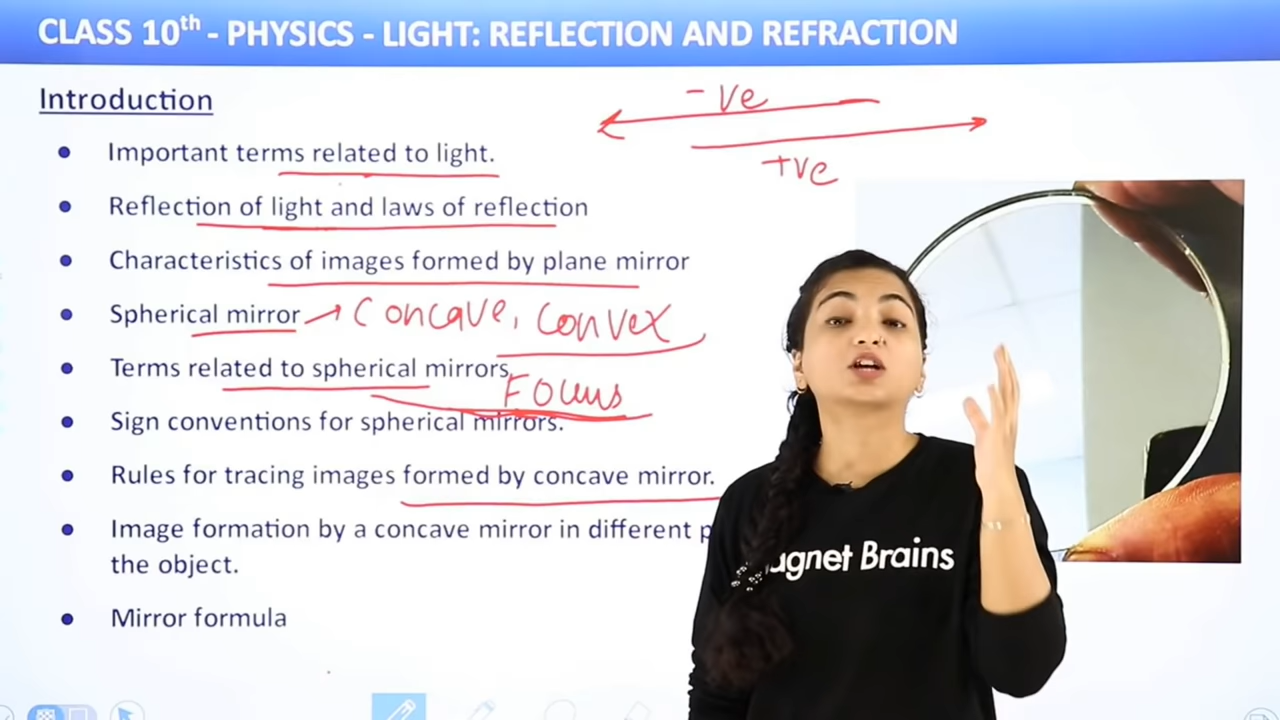 CLASS 10th - PHYSICS - LIGHT: REFLECTION AND REFRACTION
Introduction
-ve
+ve
• Important terms related to light.
• Reflection of light and laws of reflection
• Characteristics of images formed by plane mirror
• Spherical mirror → Concave, convex
• Terms related to spherical mirrors.
Focus
• Sign conventions for spherical mirrors.
• Rules for tracing images formed by concave mirror.
• Image formation by a concave mirror in different p
the object.
• Mirror formula
agnet Brains